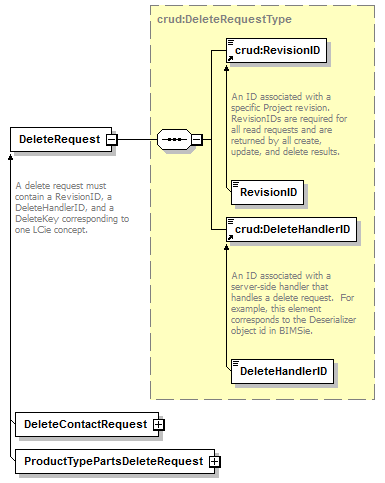 crud:DeleteRequestType
crud:RevisionID
An ID associated with a
specific Project revision.
RevisionIDs are required for
all read requests and are
returned by all create,
update, and delete results.
DeleteRequest
A delete request must
contain a RevisionID, a
DeleteHandlerID, and a
DeleteKey corresponding to
one LCie concept.
RevisionID
crud:DeleteHandlerID
An ID associated with a
server-side handler that
handles a delete request. For
example, this element
corresponds to the Deserializer
object id in BIMSie.
DeleteHandlerID
DeleteContactRequest
ProductTypePartsDeleteRequest